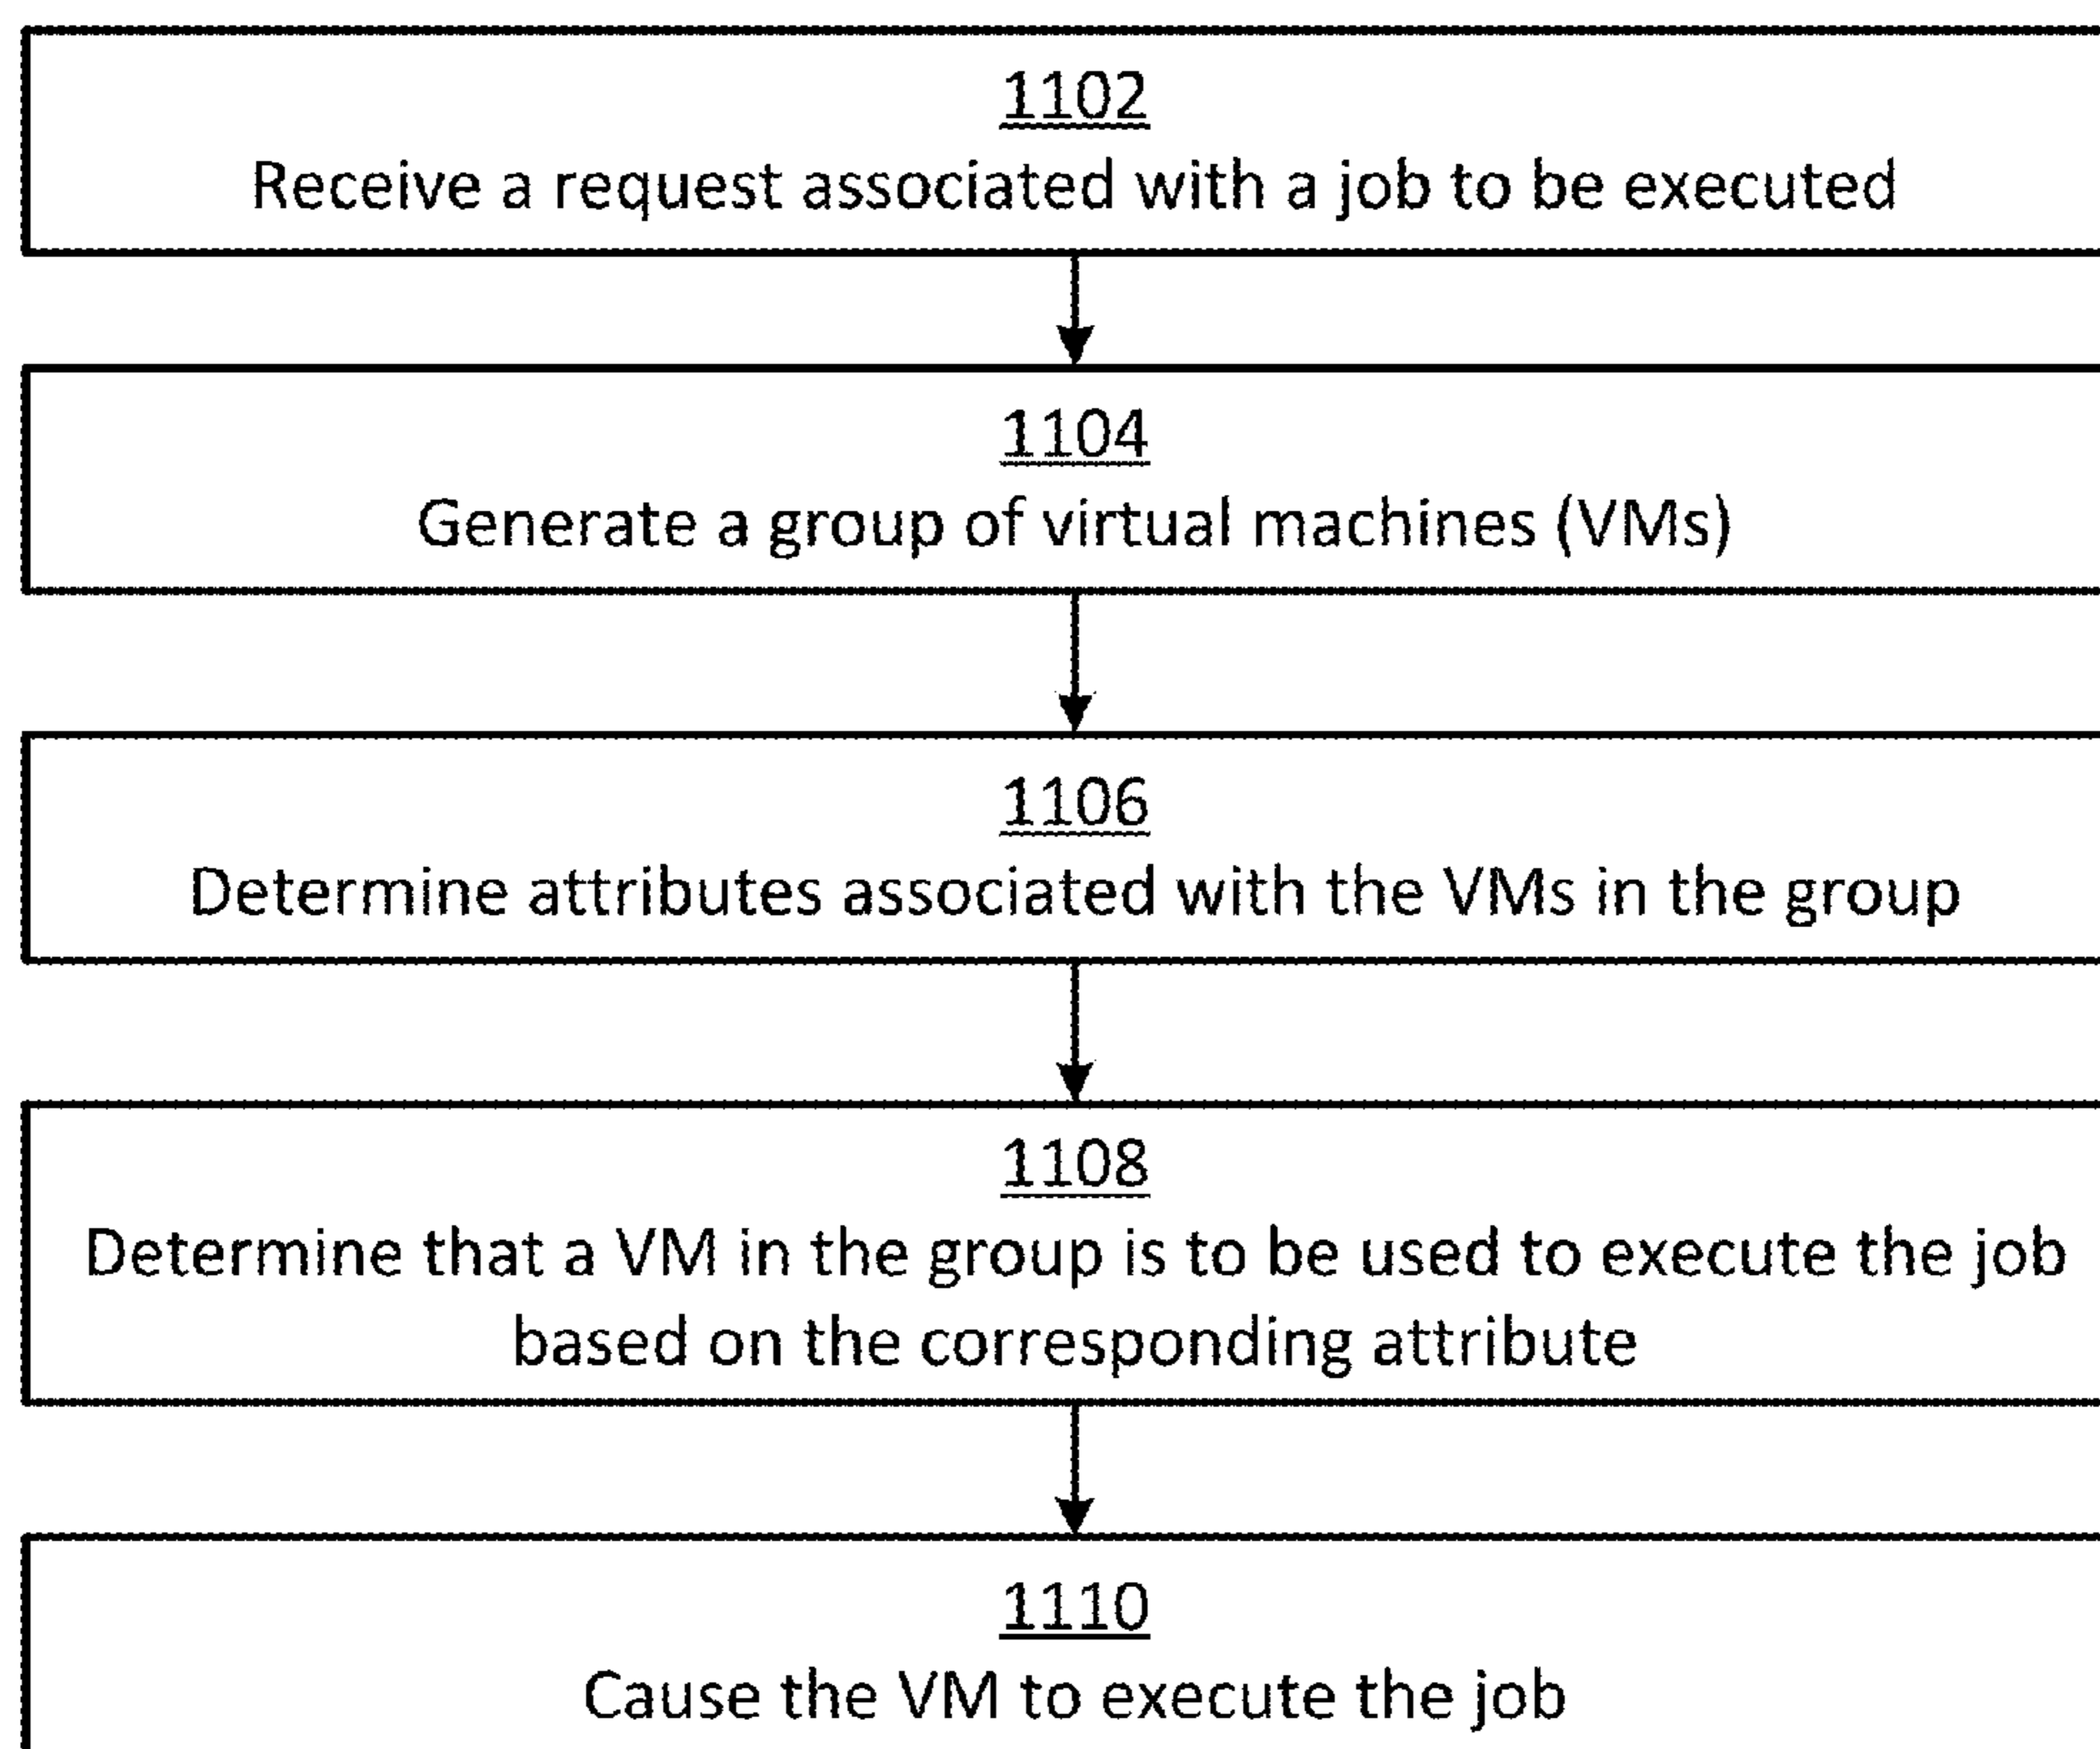 1102
Receive a request associated with a job to be executed
1104
Generate a group of virtual machines (VMs)
1106
Determine attributes associated with the VMs in the group
1108
Determine that a VM in the group is to be used to execute the job
based on the corresponding attribute
1110
Cause the VM to execute the job